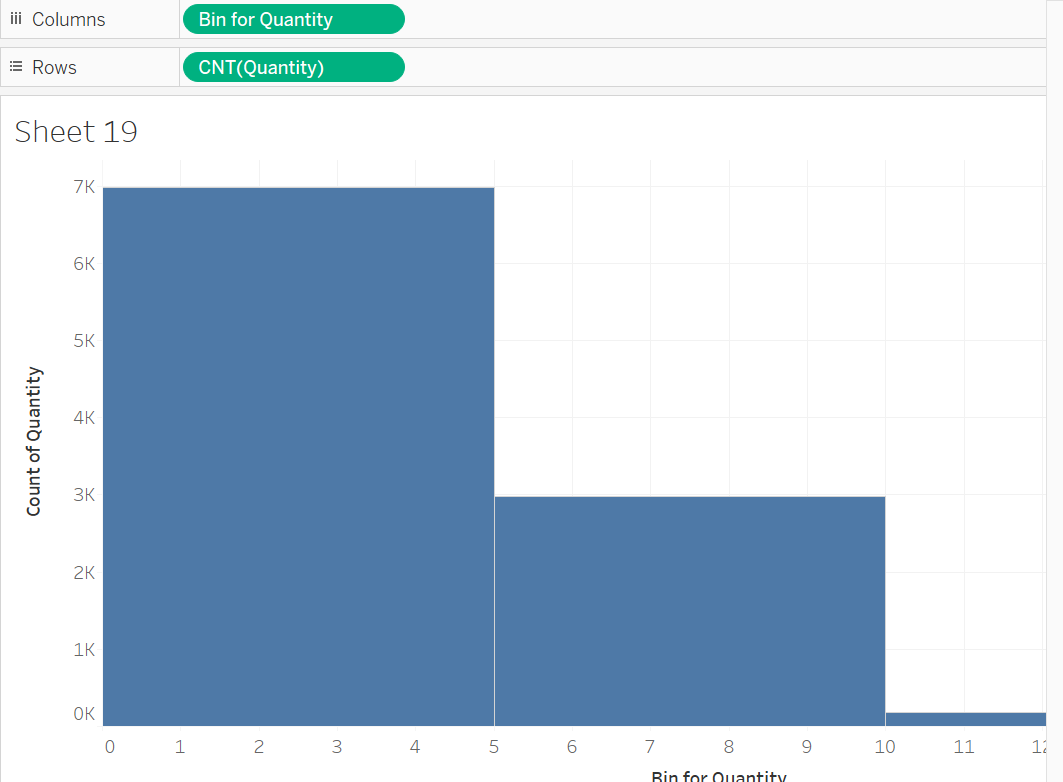 Columns
Bin for Quantity
Rows
CNT(Quantity)
Sheet 19
7K
6K
5K
4K
3K
2K
1K
0K
Count of Quantity
0 1 2 3 4 5 6 7 8 9 10 11 12
Bin for Quantity